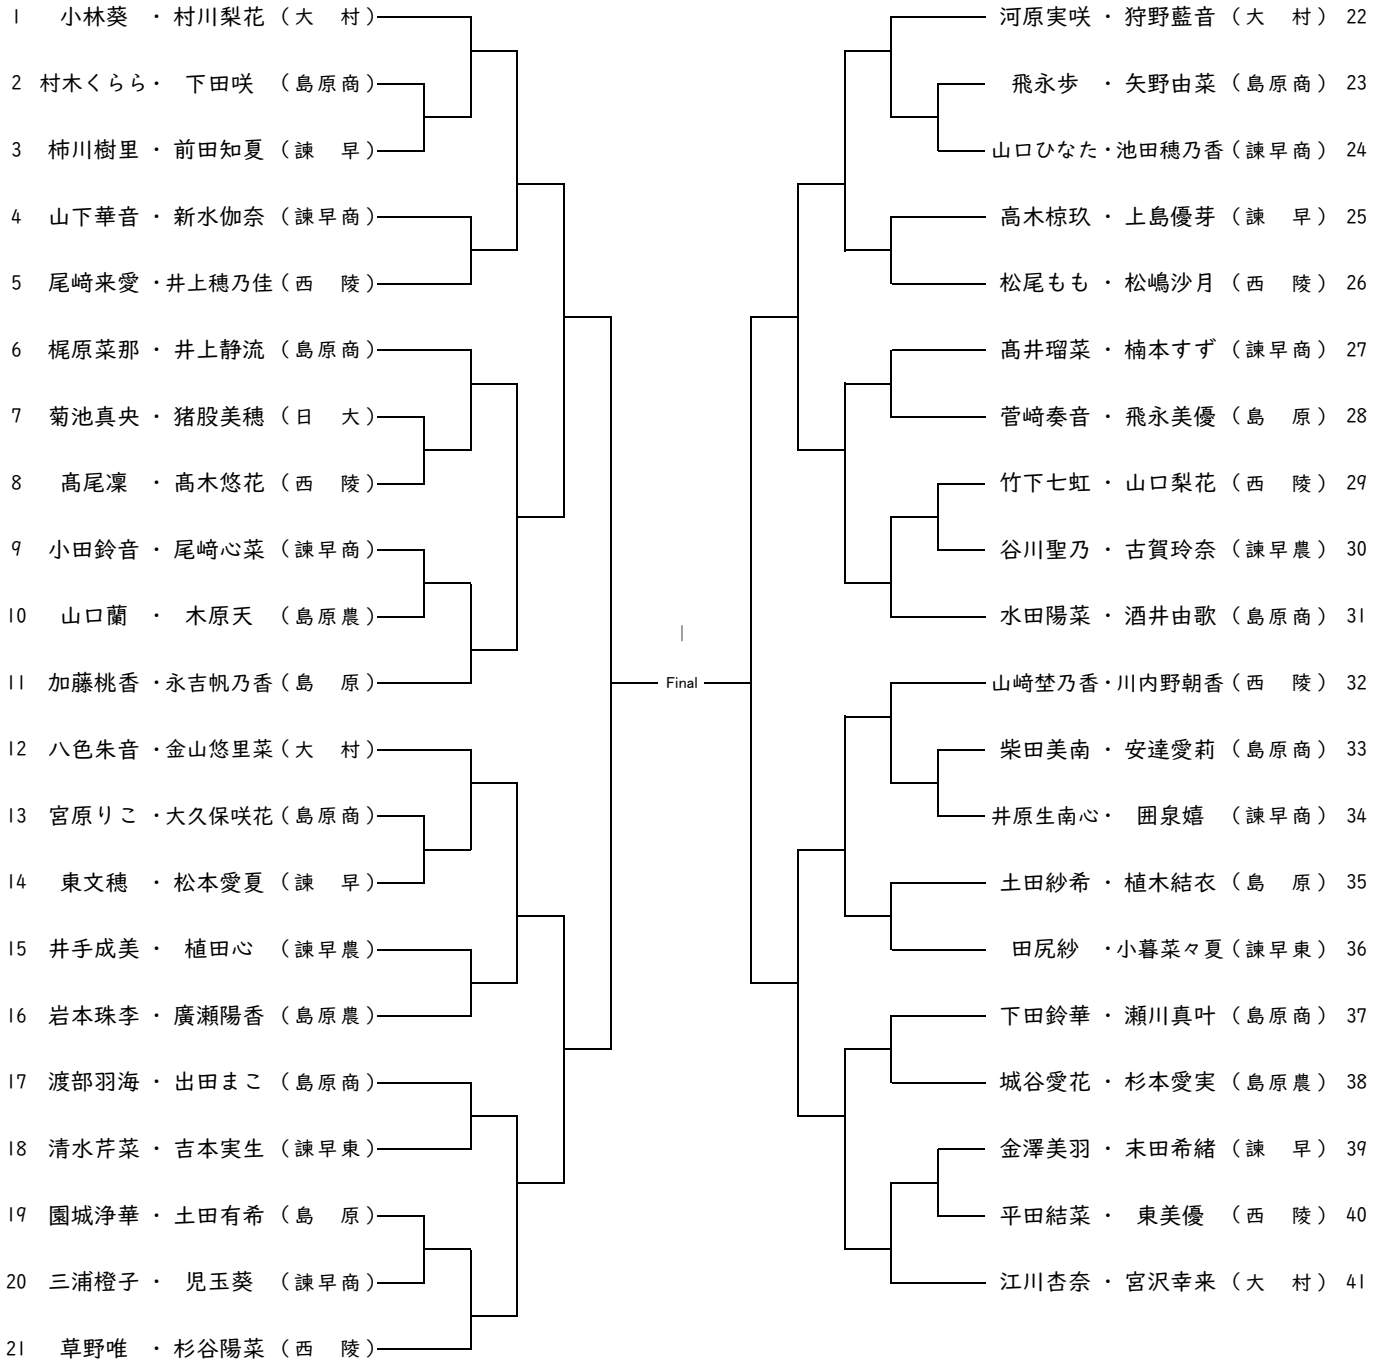 1 小林葵 ・ 村川梨花 (大 村)
2 村木くらら・ 下田咲 (島原商)
3 柿川樹里 ・ 前田知夏 (諫 早)
4 山下華音 ・ 新水伽奈 (諫早商)
5 尾﨑来愛 ・井上穂乃佳 (西 陵)
6 梶原菜那 ・ 井上静流 (島原商)
7 菊池真央 ・ 猪股美穂 (日 大)
8 髙尾凜 ・ 髙木悠花 (西 陵)
9 小田鈴音 ・ 尾﨑心菜 (諫早商)
10 山口蘭 ・ 木原天 (島原農)
11 加藤桃香 ・永吉帆乃香 (島 原)
12 八色朱音 ・金山悠里菜 (大 村)
13 宮原りこ ・大久保咲花 (島原商)
14 東文穂 ・ 松本愛夏 (諫 早)
15 井手成美 ・ 植田心 (諫早農)
16 岩本珠李 ・ 廣瀬陽香 (島原農)
17 渡部羽海 ・ 出田まこ (島原商)
18 清水芹菜 ・ 吉本実生 (諫早東)
19 園城浄華 ・ 土田有希 (島 原)
20 三浦橙子 ・ 児玉葵 (諫早商)
21 草野唯 ・ 杉谷陽菜 (西 陵)
Final
河原実咲 ・ 狩野藍音 (大 村) 22
飛永歩 ・ 矢野由菜 (島原商) 23
山口ひなた・池田穂乃香 (諫早商) 24
高木椋玖 ・ 上島優芽 (諫 早) 25
松尾もも ・ 松嶋沙月 (西 陵) 26
髙井瑠菜 ・ 楠本すず (諫早商) 27
菅﨑奏音 ・ 飛永美優 (島 原) 28
竹下七虹 ・ 山口梨花 (西 陵) 29
谷川聖乃 ・ 古賀玲奈 (諫早農) 30
水田陽菜 ・ 酒井由歌 (島原商) 31
山﨑埜乃香・川内野朝香 (西 陵) 32
柴田美南 ・ 安達愛莉 (島原商) 33
井原生南心・ 囲泉嬉 (諫早商) 34
土田紗希 ・ 植木結衣 (島 原) 35
田尻紗 ・小暮菜々夏 (諫早東) 36
下田鈴華 ・ 瀬川真叶 (島原商) 37
城谷愛花 ・ 杉本愛実 (島原農) 38
金澤美羽 ・ 末田希緒 (諫 早) 39
平田結菜 ・ 東美優 (西 陵) 40
江川杏奈 ・ 宮沢幸来 (大 村) 41